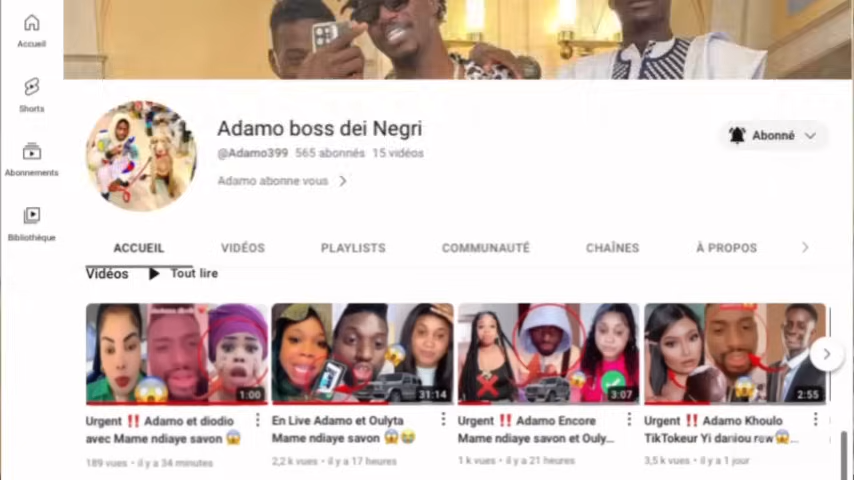 Accueil
Shorts
Abonnements
Bibliothèque
Adamo boss dei Negri
@Adamo399 565 abonnés 15 vidéos
Adamo abonne vous
Abonné
ACCUEIL VIDÉOS PLAYLISTS COMMUNAUTÉ CHAÎNES À PROPOS
Vidéos Tout lire
1:00
31:14
3:07
2:55
Urgent ‼️ Adamo et diodio
avec Mame ndiaye savon 😱
189 vues • il y a 34 minutes
En Live Adamo et Oulyta
Mame ndiaye savon 😱😭
2,2 k vues • il y a 17 heures
Urgent ‼️ Adamo Encore
Mame ndiaye savon et Ouly...
1 k vues • il y a 21 heures
Urgent ‼️ Adamo Khoulo
TikTokeur Yi daniou rew😱...
3,5 k vues • il y a 1 jour